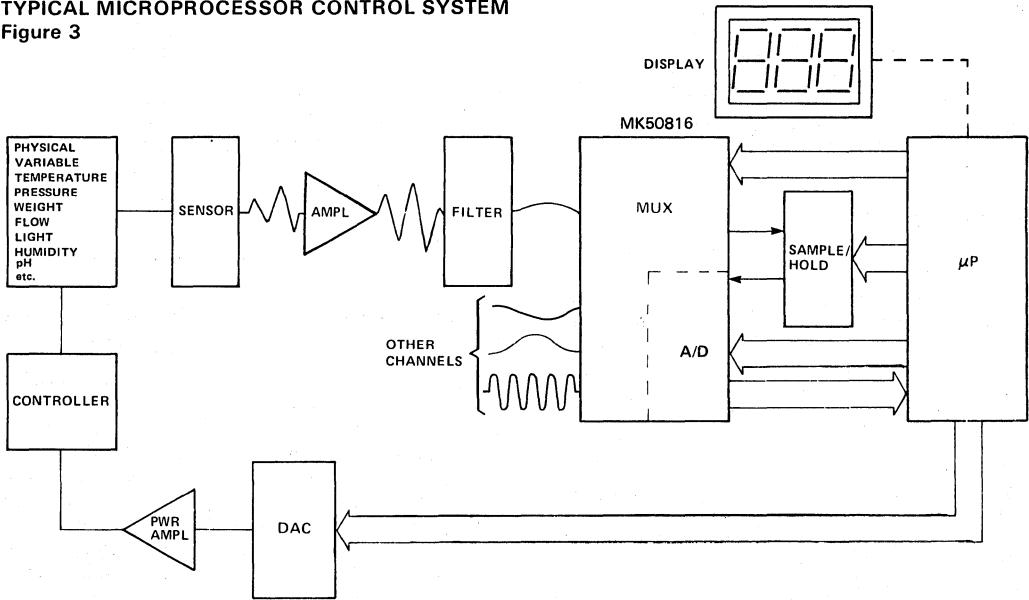 TYPICAL MICROPROCESSOR CONTROL SYSTEM
Figure 3
DISPLAY
MK50816
PHYSICAL
VARIABLE
TEMPERATURE
PRESSURE
WEIGHT
FLOW
LIGHT
HUMIDITY
pH
etc.
SENSOR
AMPL
FILTER
MUX
SAMPLE/
HOLD
μP
OTHER
CHANNELS
A/D
CONTROLLER
PWR
AMPL
DAC